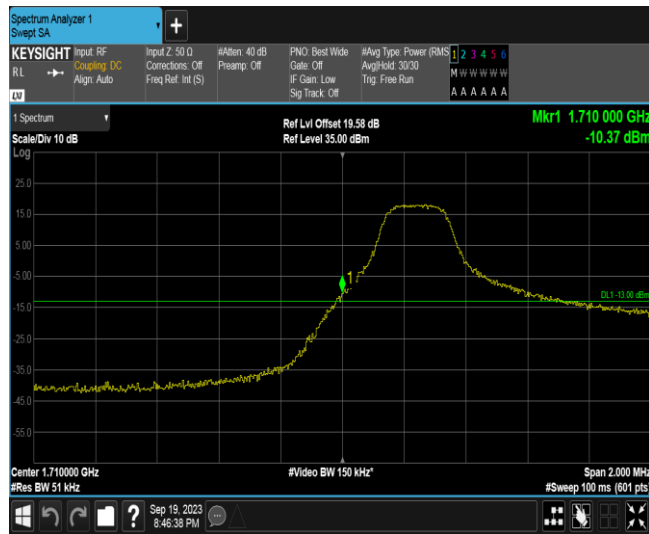 Spectrum Analyzer 1
Swept SA
KEYSIGHT
RL
LXI
Input: RF
Coupling: DC
Align: Auto
Input Z: 50 Ω
Corrections: Off
Freq Ref: Int (S)
#Atten: 40 dB
Preamp: Off
PNO: Best Wide
Gate: Off
IF Gain: Low
Sig Track: Off
#Avg Type: Power (RMS
Avg|Hold: 30/30
Trig: Free Run
1 2 3 4 5 6
M W W W W W
A A A A A A
1 Spectrum
Scale/Div 10 dB
Ref Lvl Offset 19.58 dB
Ref Level 35.00 dBm
Mkr1 1.710 000 GHz
-10.37 dBm
Log
25.0
15.0
5.00
-5.00
1
DL1 -13.00 dBm
-15.0
-25.0
-35.0
-45.0
-55.0
Center 1.710000 GHz
#Res BW 51 kHz
#Video BW 150 kHz*
Span 2.000 MHz
#Sweep 100 ms (601 pts
?
Sep 19, 2023
8:46:38 PM